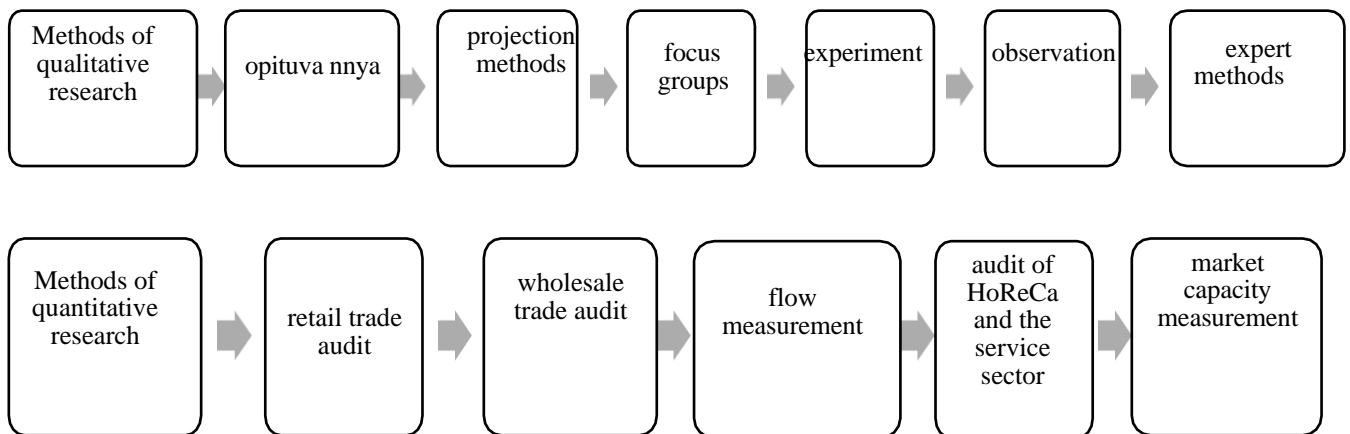 Methods of
qualitative
research
opituva nnya
projection
methods
focus
groups
experiment
observation
expert
methods
Methods of
quantitative
research
retail trade
audit
wholesale
trade audit
flow
measurement
audit of
HoReCa
and the
service
sector
market
capacity
measurement